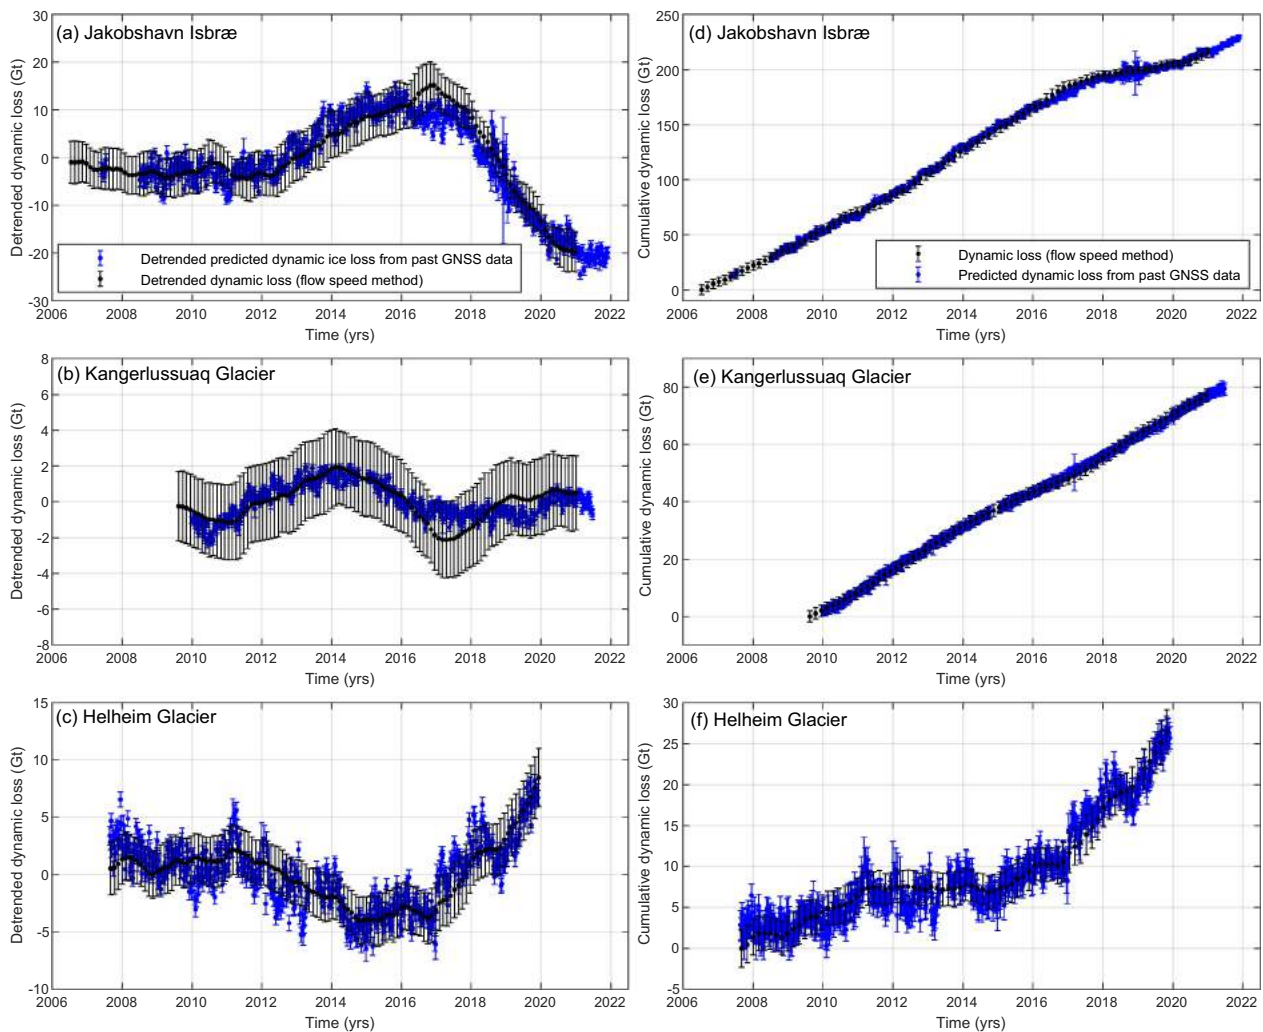 (a) Jakobshavn Isbræ
Detrended dynamic loss (Gt)
30
20
10
0
-10
-20
-30
Detrended predicted dynamic ice loss from past GNSS data
Detrended dynamic loss (flow speed method)
2006 2008 2010 2012 2014 2016 2018 2020 2022
Time (yrs)
(d) Jakobshavn Isbræ
Cumulative dynamic loss (Gt)
250
200
150
100
50
0
Dynamic loss (flow speed method)
Predicted dynamic loss from past GNSS data
2006 2008 2010 2012 2014 2016 2018 2020 2022
Time (yrs)
(b) Kangerlussuaq Glacier
Detrended dynamic loss (Gt)
8
6
4
2
0
-2
-4
-6
-8
2006 2008 2010 2012 2014 2016 2018 2020 2022
Time (yrs)
(e) Kangerlussuaq Glacier
Cumulative dynamic loss (Gt)
80
60
40
20
0
2006 2008 2010 2012 2014 2016 2018 2020 2022
Time (yrs)
(c) Helheim Glacier
Detrended dynamic loss (Gt)
15
10
5
0
-5
-10
2006 2008 2010 2012 2014 2016 2018 2020 2022
Time (yrs)
(f) Helheim Glacier
Cumulative dynamic loss (Gt)
30
25
20
15
10
5
0
-5
2006 2008 2010 2012 2014 2016 2018 2020 2022
Time (yrs)